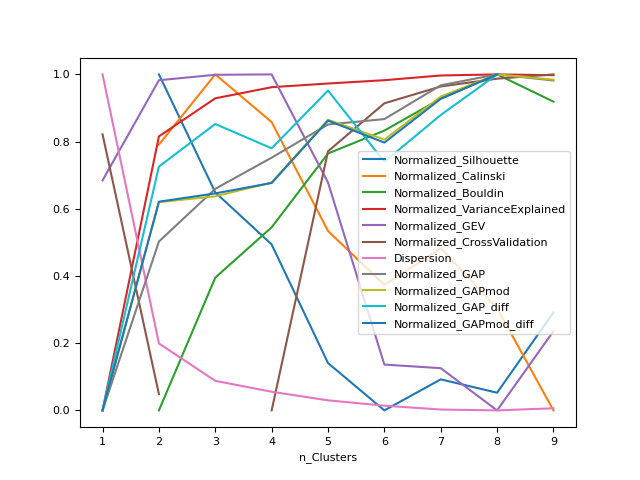 1.0
0.8
0.6
0.4
0.2
0.0
Normalized_Silhouette
Normalized_Calinski
Normalized_Bouldin
Normalized_VarianceExplained
Normalized_GEV
Normalized_CrossValidation
Dispersion
Normalized_GAP
Normalized_GAPmod
Normalized_GAP_diff
Normalized_GAPmod_diff
1 2 3 4 5 6 7 8 9
n_Clusters